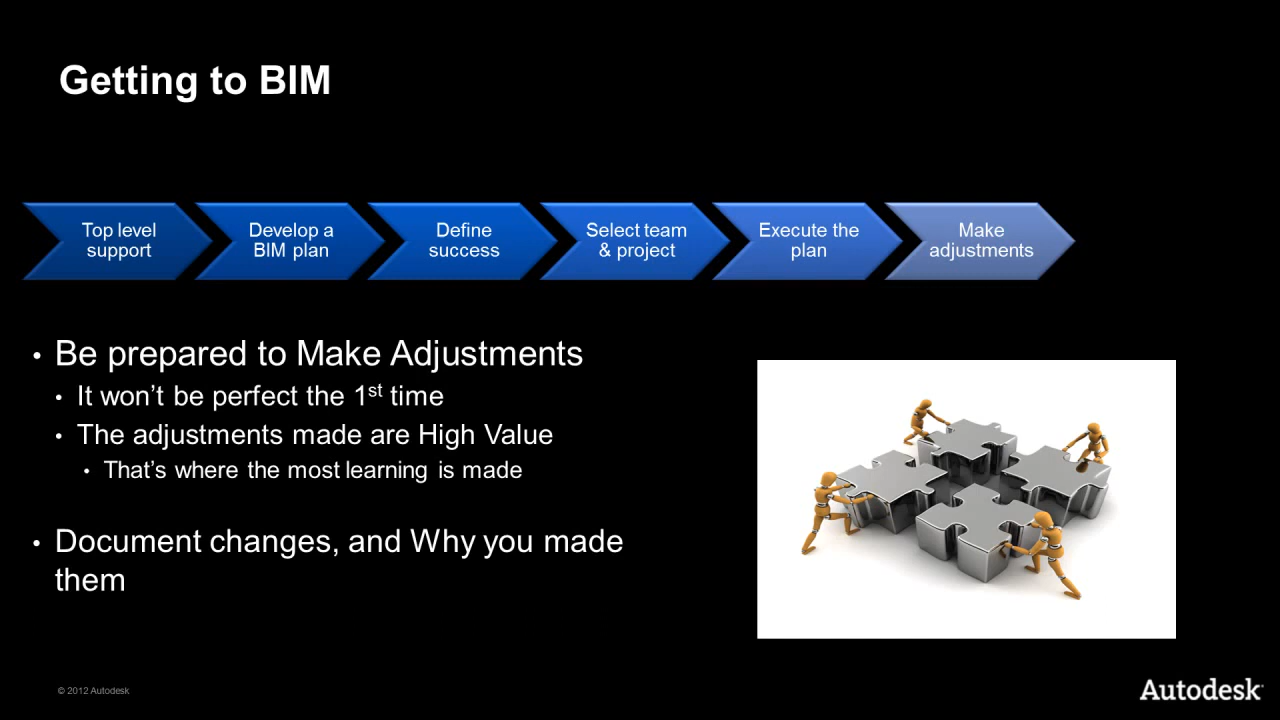 Getting to BIM
Top level
support
Develop a
BIM plan
Define
success
Select team
& project
Execute the
plan
Make
adjustments
• Be prepared to Make Adjustments
• It won’t be perfect the 1st time
• The adjustments made are High Value
• That’s where the most learning is made
• Document changes, and Why you made
them
© 2012 Autodesk
Autodesk